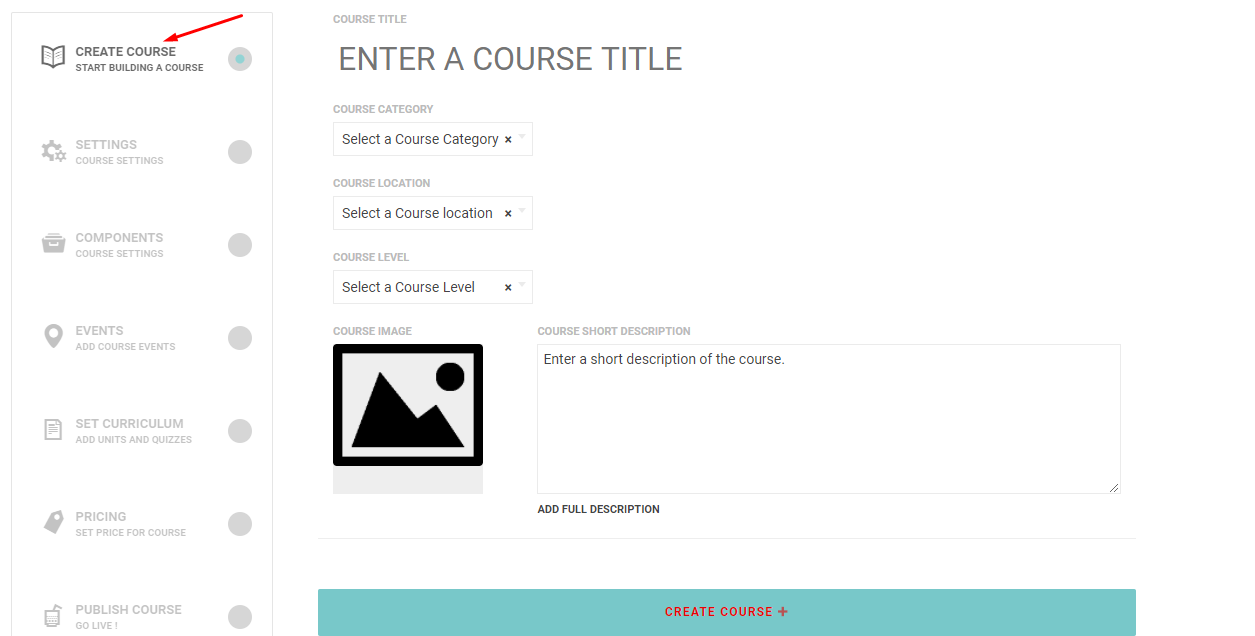 CREATE COURSE
START BUILDING A COURSE
SETTINGS
COURSE SETTINGS
COMPONENTS
COURSE SETTINGS
EVENTS
ADD COURSE EVENTS
SET CURRICULUM
ADD UNITS AND QUIZZES
PRICING
SET PRICE FOR COURSE
PUBLISH COURSE
GO LIVE !
COURSE TITLE
ENTER A COURSE TITLE
COURSE CATEGORY
Select a Course Category ×
COURSE LOCATION
Select a Course location ×
COURSE LEVEL
Select a Course Level ×
COURSE IMAGE
COURSE SHORT DESCRIPTION
Enter a short description of the course.
ADD FULL DESCRIPTION
CREATE COURSE +